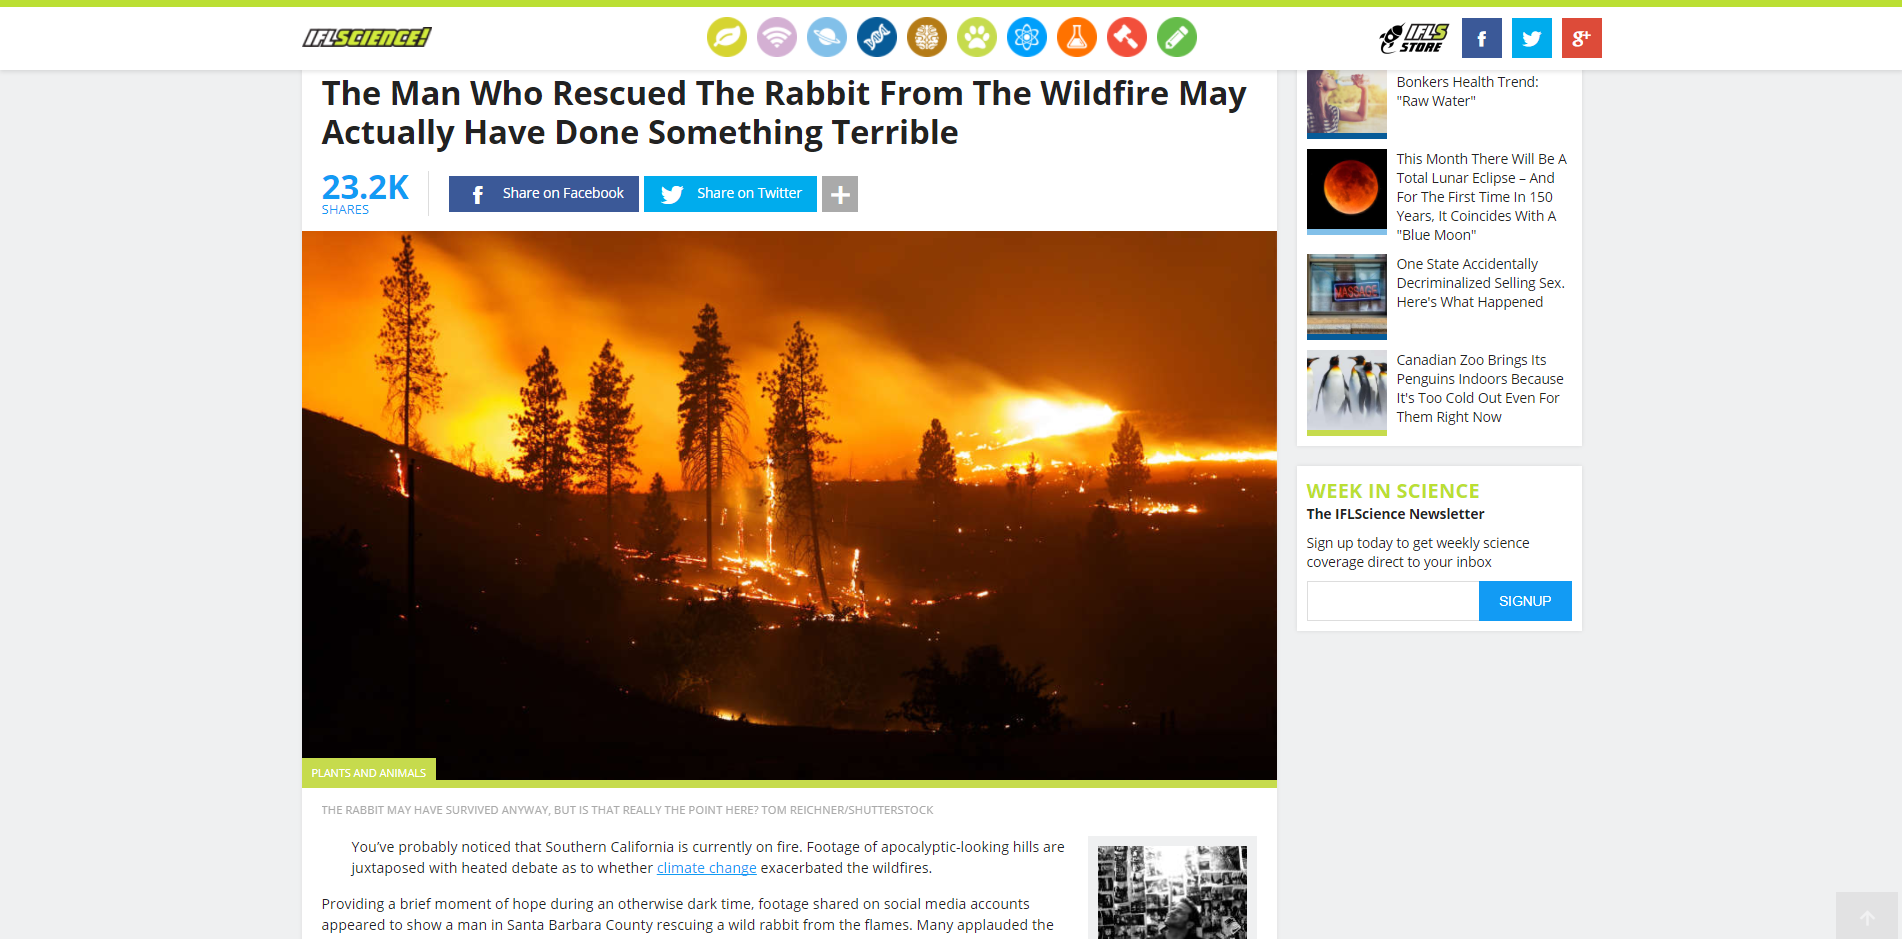 IFLSCIENCE!
IFLS
STORE
The Man Who Rescued The Rabbit From The Wildfire May
Actually Have Done Something Terrible
23.2K
SHARES
Share on Facebook
Share on Twitter
PLANTS AND ANIMALS
THE RABBIT MAY HAVE SURVIVED ANYWAY, BUT IS THAT REALLY THE POINT HERE? TOM REICHNER/SHUTTERSTOCK
You've probably noticed that Southern California is currently on fire. Footage of apocalyptic-looking hills are
juxtaposed with heated debate as to whether climate change exacerbated the wildfires.
Providing a brief moment of hope during an otherwise dark time, footage shared on social media accounts
appeared to show a man in Santa Barbara County rescuing a wild rabbit from the flames. Many applauded the
Bonkers Health Trend:
"Raw Water"
This Month There Will Be A
Total Lunar Eclipse – And
For The First Time In 150
Years, It Coincides With A
"Blue Moon"
MASSAGE
One State Accidentally
Decriminalized Selling Sex.
Here's What Happened
Canadian Zoo Brings Its
Penguins Indoors Because
It's Too Cold Out Even For
Them Right Now
WEEK IN SCIENCE
The IFLScience Newsletter
Sign up today to get weekly science
coverage direct to your inbox
SIGNUP